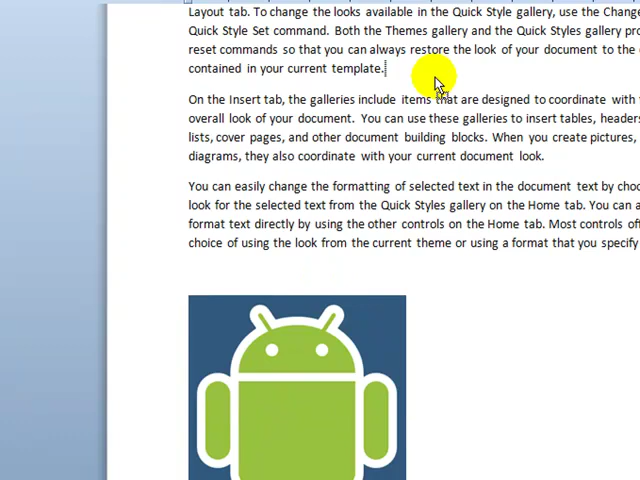 Layout tab. To change the looks available in the Quick Style gallery, use the Chang
Quick Style Set command. Both the Themes gallery and the Quick Styles gallery pro
reset commands so that you can always restore the look of your document to the
contained in your current template.
On the Insert tab, the galleries include items that are designed to coordinate with
overall look of your document. You can use these galleries to insert tables, headers
lists, cover pages, and other document building blocks. When you create pictures,
diagrams, they also coordinate with your current document look.
You can easily change the formatting of selected text in the document text by choo
look for the selected text from the Quick Styles gallery on the Home tab. You can a
format text directly by using the other controls on the Home tab. Most controls of
choice of using the look from the current theme or using a format that you specify